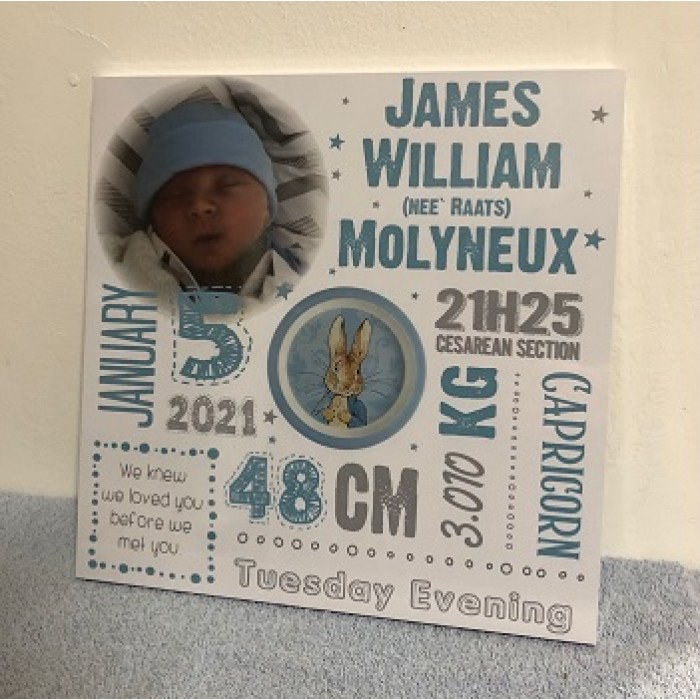 JAMES
WILLIAM
(NEE` RAATS)
MOLYNEUX
JANUARY
5
2021
21H25
CESAREAN SECTION
3.010 KG
CAPRICORN
48 CM
We knew
we loved you
before we
met you
Tuesday Evening